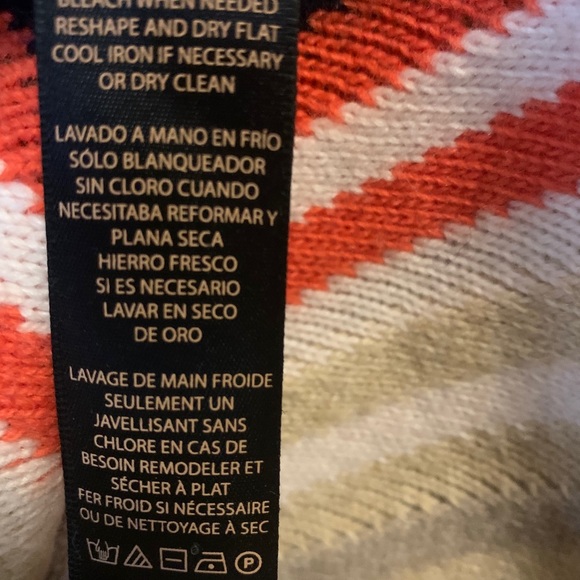 BLEACH WHEN NEEDED
RESHAPE AND DRY FLAT
COOL IRON IF NECESSARY
OR DRY CLEAN
LAVADO A MANO EN FRÍO
SÓLO BLANQUEADOR
SIN CLORO CUANDO
NECESITABA REFORMAR Y
PLANA SECA
HIERRO FRESCO
SI ES NECESARIO
LAVAR EN SECO
DE ORO
LAVAGE DE MAIN FROIDE
SEULEMENT UN
JAVELLISANT SANS
CHLORE EN CAS DE
BESOIN REMODELER ET
SÉCHER À PLAT
FER FROID SI NÉCESSAIRE
OU DE NETTOYAGE À SEC
P